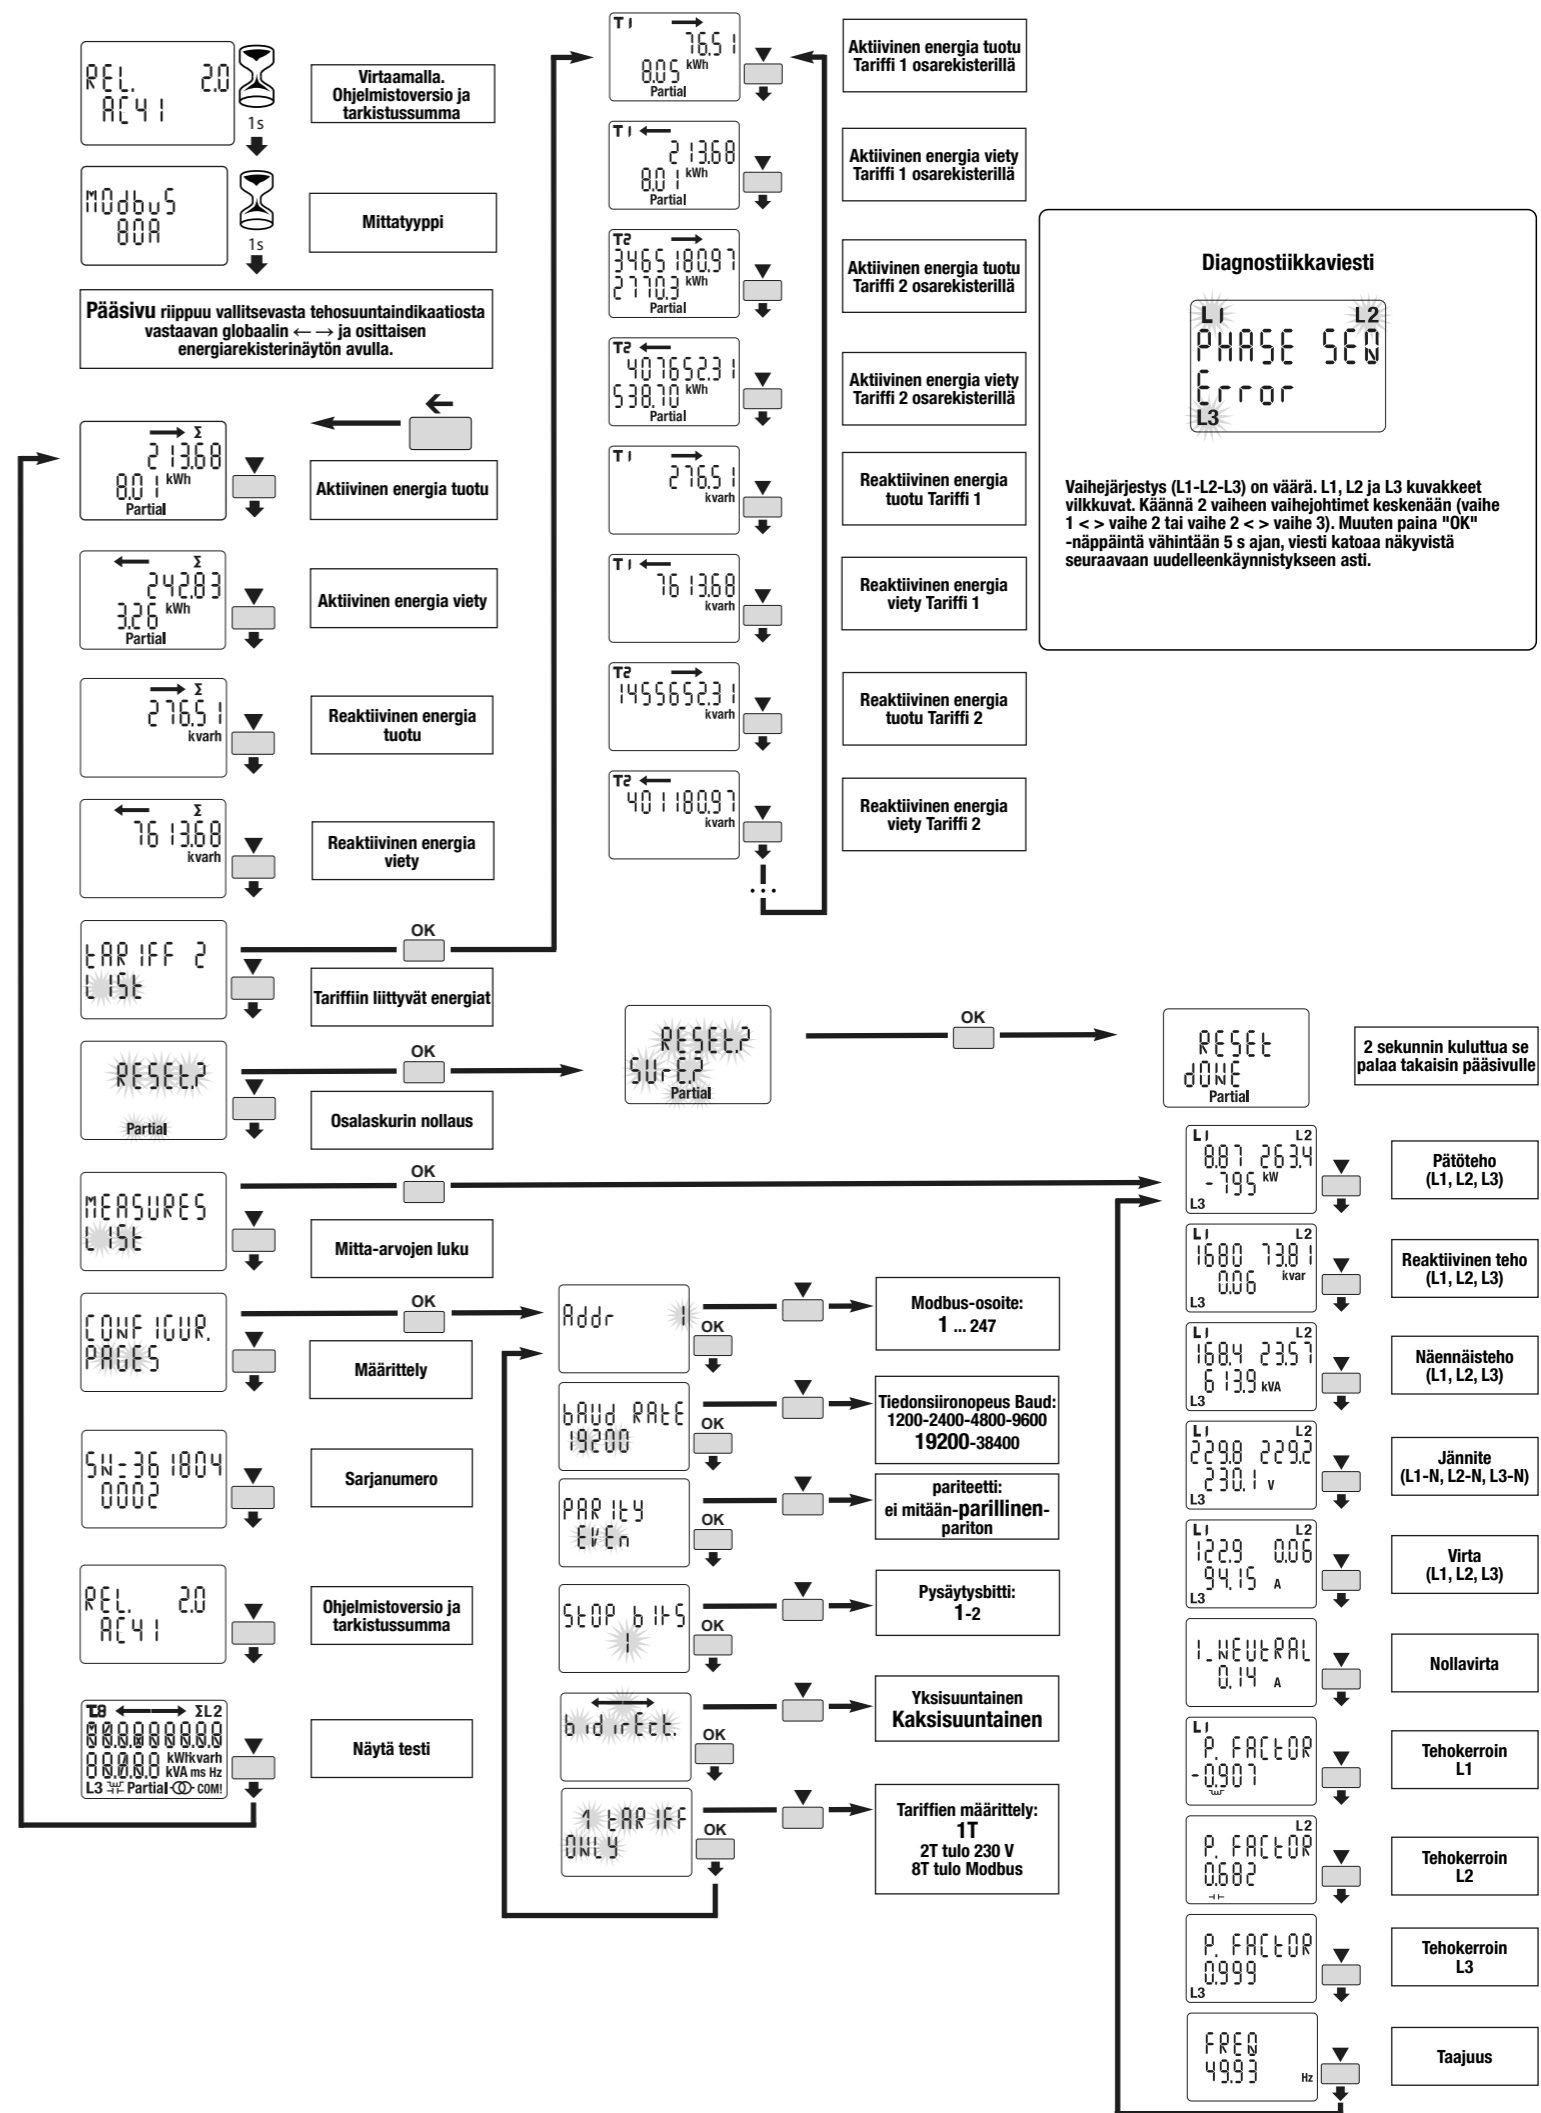 REL. 2.0
AC41
1s
Virtaamalla.
Ohjelmistoversio ja
tarkistussumma
MOdbuS
80A
1s
Mittatyyppi
Pääsivu riippuu vallitsevasta tehosuuntaindikaatiosta
vastaavan globaalin ← → ja osittaisen
energiarekisterinäytön avulla.
→ Σ
213.68
8.01 kWh
Partial
Aktiivinen energia tuotu
← Σ
242.83
3.26 kWh
Partial
Aktiivinen energia viety
→ Σ
276.51
kvarh
Reaktiivinen energia
tuotu
← Σ
7613.68
kvarh
Reaktiivinen energia
viety
tARIFF 2
LISt
OK
Tariffiin liittyvät energiat
RESEt.?
Partial
OK
Osalaskurin nollaus
RESEt.?
SUrE.?
Partial
OK
RESEt
dONE
Partial
2 sekunnin kuluttua se
palaa takaisin pääsivulle
MEASURES
LISt
OK
Mitta-arvojen luku
CONFIGUR.
PAGES
OK
Määrittely
SN-361804
0002
Sarjanumero
REL. 2.0
AC41
Ohjelmistoversio ja
tarkistussumma
T8 ← → ΣL2
kWhkvarh
kVA ms Hz
L3 Partial COM!
Näytä testi
T1 →
76.51
8.05 kWh
Partial
Aktiivinen energia tuotu
Tariffi 1 osarekisterillä
T1 ←
213.68
8.01 kWh
Partial
Aktiivinen energia viety
Tariffi 1 osarekisterillä
T2 →
3465180.97
2770.3 kWh
Partial
Aktiivinen energia tuotu
Tariffi 2 osarekisterillä
T2 ←
407652.31
538.70 kWh
Partial
Aktiivinen energia viety
Tariffi 2 osarekisterillä
T1 →
276.51
kvarh
Reaktiivinen energia
tuotu Tariffi 1
T1 ←
7613.68
kvarh
Reaktiivinen energia
viety Tariffi 1
T2 →
1455652.31
kvarh
Reaktiivinen energia
tuotu Tariffi 2
T2 ←
401180.97
kvarh
Reaktiivinen energia
viety Tariffi 2
...
Diagnostiikkaviesti
L1 L2
PHASE SEQ
Error
L3
Vaihejärjestys (L1-L2-L3) on väärä. L1, L2 ja L3 kuvakkeet
vilkkuvat. Käännä 2 vaiheen vaihejohtimet keskenään (vaihe
1 < > vaihe 2 tai vaihe 2 < > vaihe 3). Muuten paina "OK"
-näppäintä vähintään 5 s ajan, viesti katoaa näkyvistä
seuraavaan uudelleenkäynnistykseen asti.
Addr 1
OK
Modbus-osoite:
1 ... 247
bAUd RAtE
19200
OK
Tiedonsiironopeus Baud:
1200-2400-4800-9600
19200-38400
PARItY
EVEn
OK
pariteetti:
ei mitään-parillinen-
pariton
StOP bItS
1
OK
Pysäytysbitti:
1-2
bidirEct.
OK
Yksisuuntainen
Kaksisuuntainen
1 tARIFF
ONLY
OK
Tariffien määrittely:
1T
2T tulo 230 V
8T tulo Modbus
L1 L2
8.87 263.4
-795 kW
L3
Pätöteho
(L1, L2, L3)
L1 L2
1680 73.81
0.06 kvar
L3
Reaktiivinen teho
(L1, L2, L3)
L1 L2
168.4 23.57
613.9 kVA
L3
Näennäisteho
(L1, L2, L3)
L1 L2
229.8 229.2
230.1 V
L3
Jännite
(L1-N, L2-N, L3-N)
L1 L2
122.9 0.06
94.15 A
L3
Virta
(L1, L2, L3)
I_NEUtRAL
0.14 A
Nollavirta
L1
P. FACtOR
-0.907
Tehokerroin
L1
L2
P. FACtOR
0.682
Tehokerroin
L2
P. FACtOR
0.999
L3
Tehokerroin
L3
FREQ
49.93
Hz
Taajuus